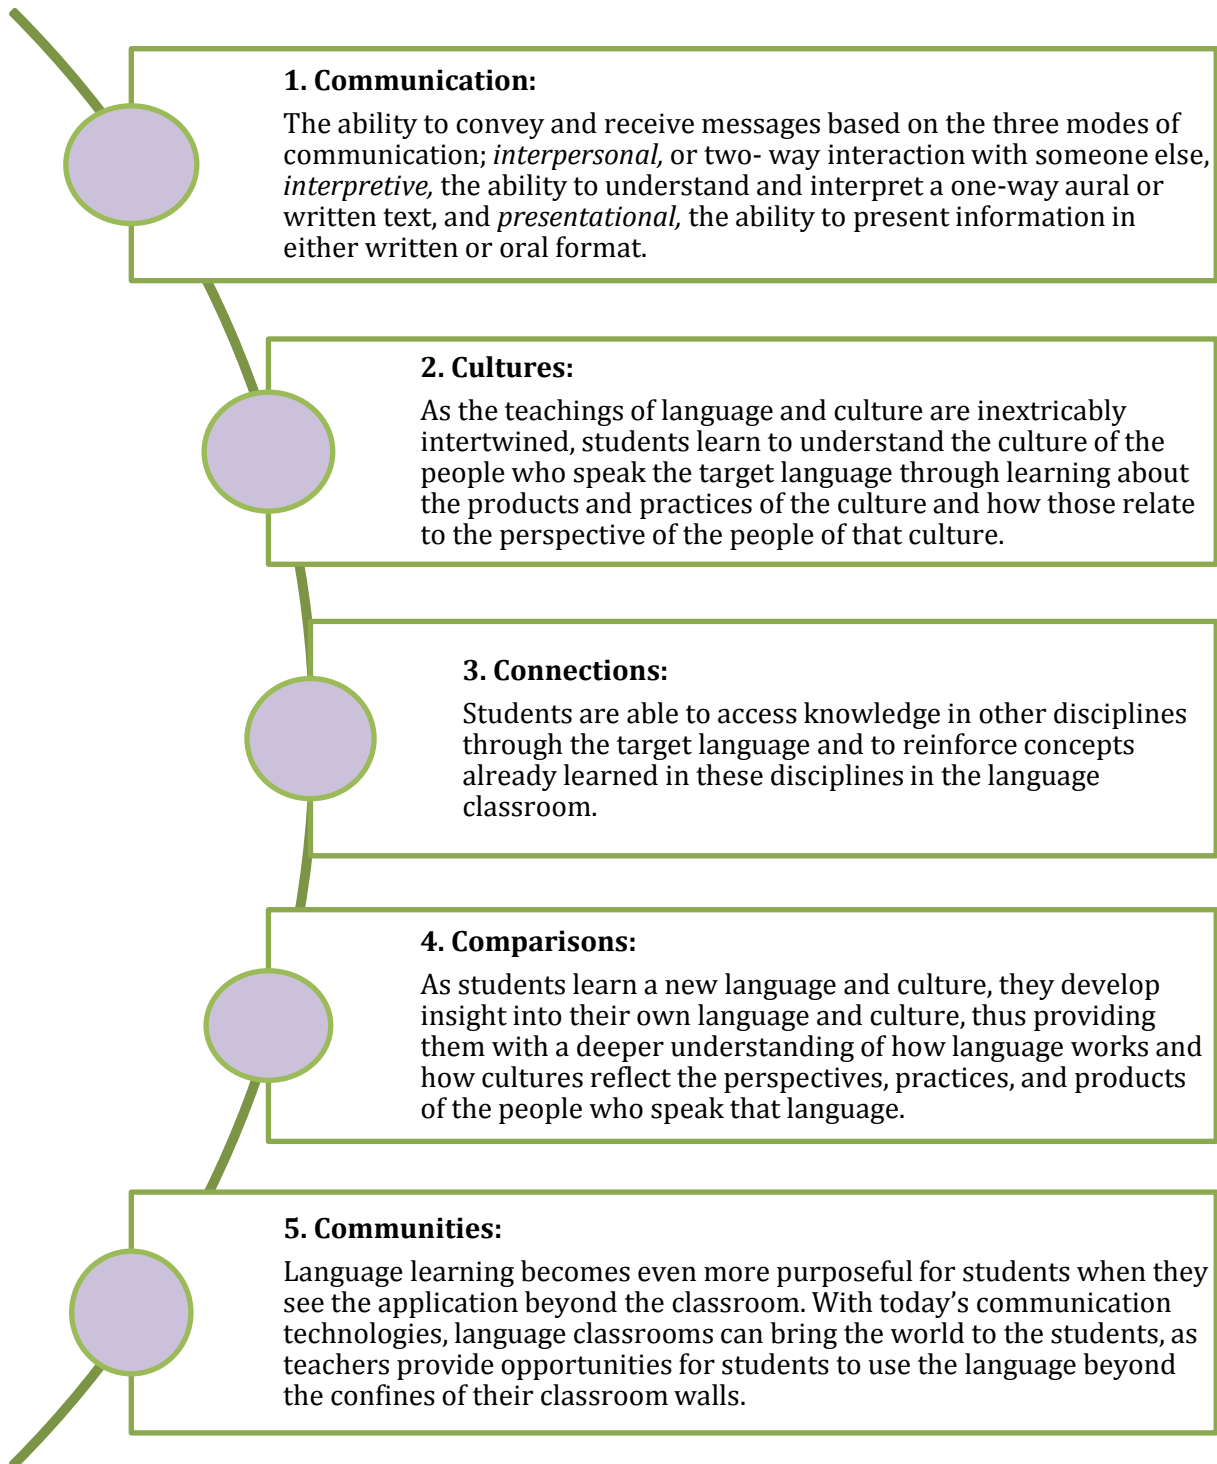 1. Communication:
The ability to convey and receive messages based on the three modes of
communication; interpersonal, or two- way interaction with someone else,
interpretive, the ability to understand and interpret a one-way aural or
written text, and presentational, the ability to present information in
either written or oral format.
2. Cultures:
As the teachings of language and culture are inextricably
intertwined, students learn to understand the culture of the
people who speak the target language through learning about
the products and practices of the culture and how those relate
to the perspective of the people of that culture.
3. Connections:
Students are able to access knowledge in other disciplines
through the target language and to reinforce concepts
already learned in these disciplines in the language
classroom.
4. Comparisons:
As students learn a new language and culture, they develop
insight into their own language and culture, thus providing
them with a deeper understanding of how language works and
how cultures reflect the perspectives, practices, and products
of the people who speak that language.
5. Communities:
Language learning becomes even more purposeful for students when they
see the application beyond the classroom. With today’s communication
technologies, language classrooms can bring the world to the students, as
teachers provide opportunities for students to use the language beyond
the confines of their classroom walls.